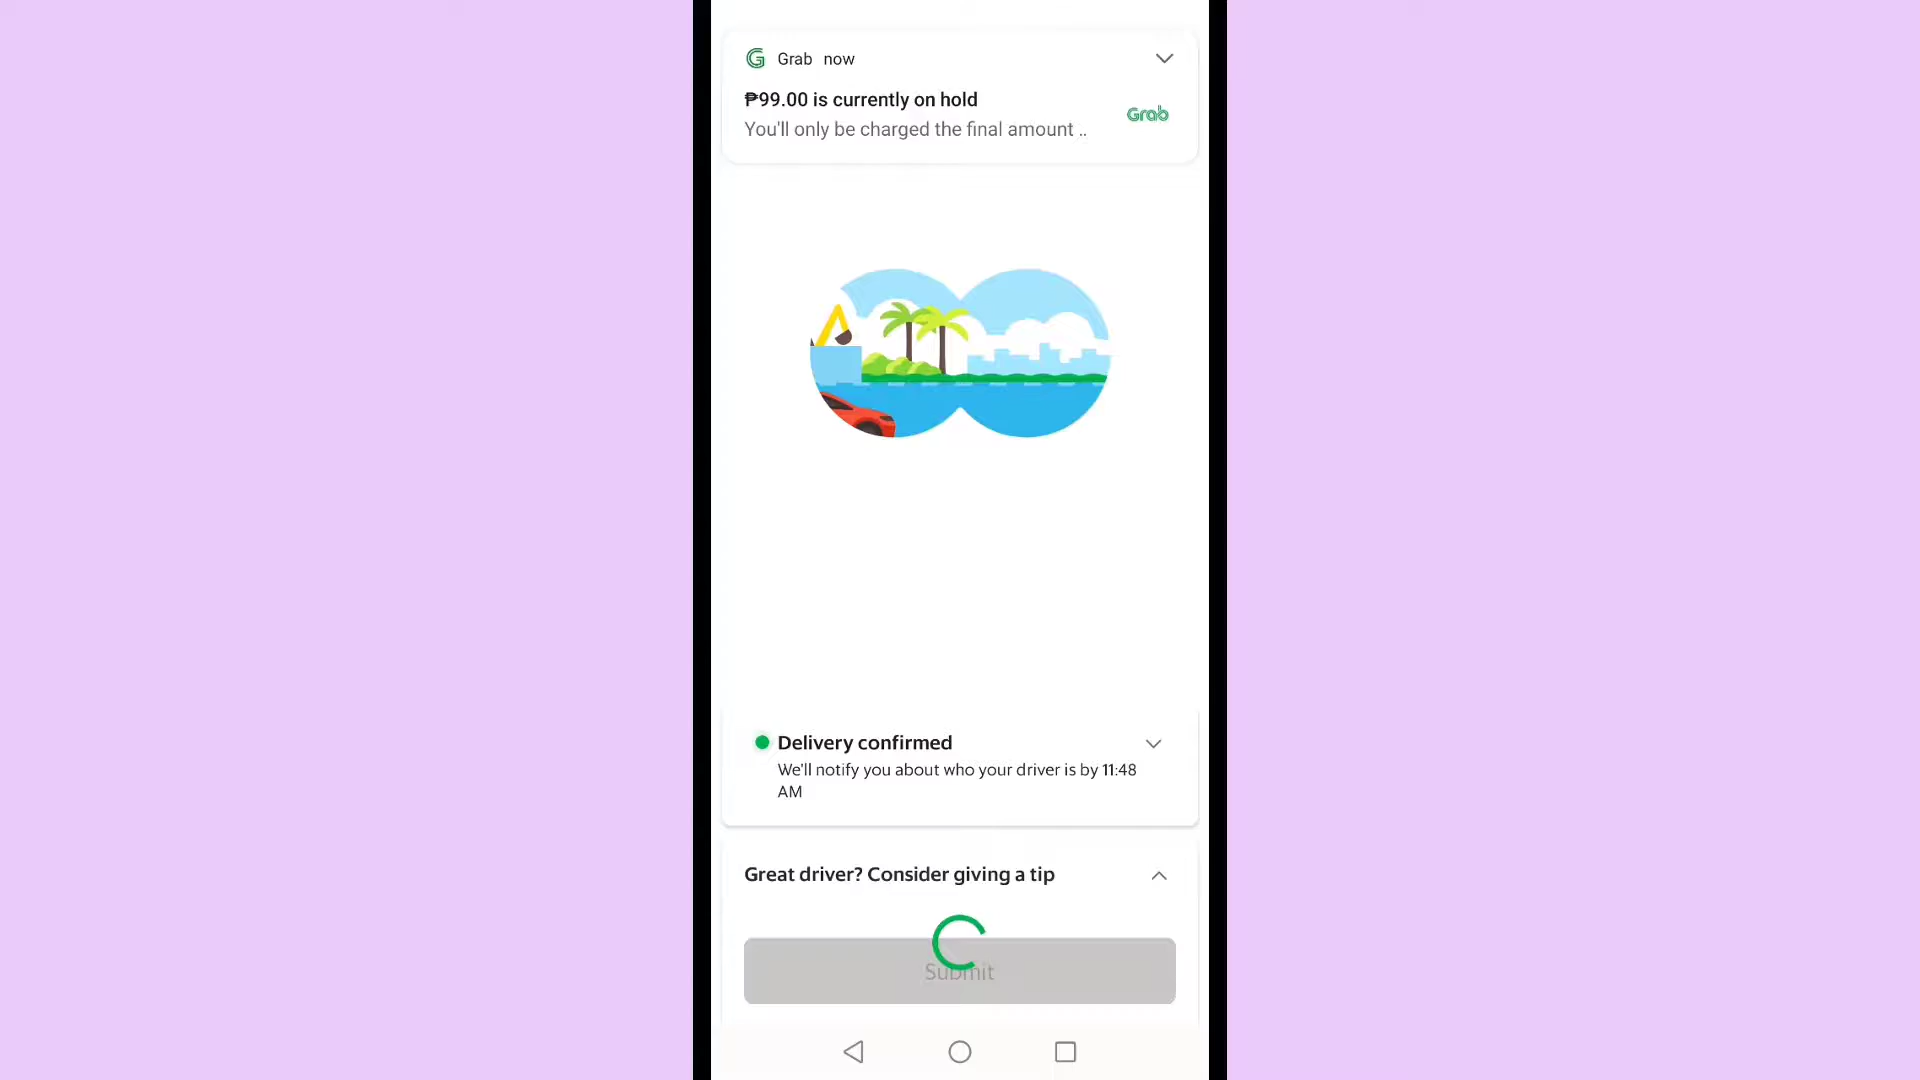 Grab now
₱99.00 is currently on hold
You'll only be charged the final amount ..
Grab
Delivery confirmed
We'll notify you about who your driver is by 11:48
AM
Great driver? Consider giving a tip
Submit